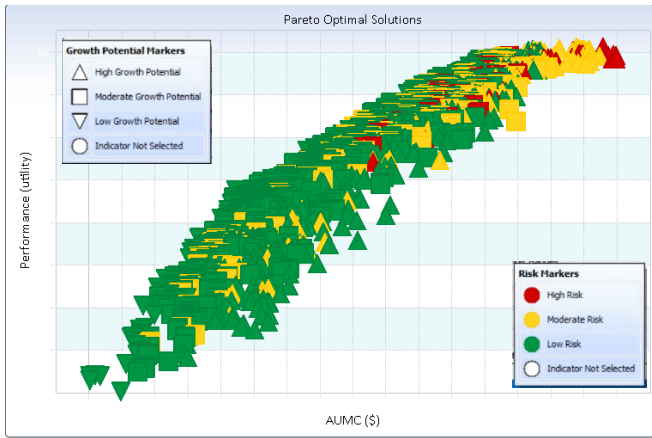 Pareto Optimal Solutions
Growth Potential Markers
High Growth Potential
Moderate Growth Potential
Low Growth Potential
Indicator Not Selected
Performance (utility)
Risk Markers
High Risk
Moderate Risk
Low Risk
Indicator Not Selected
AUMC ($)